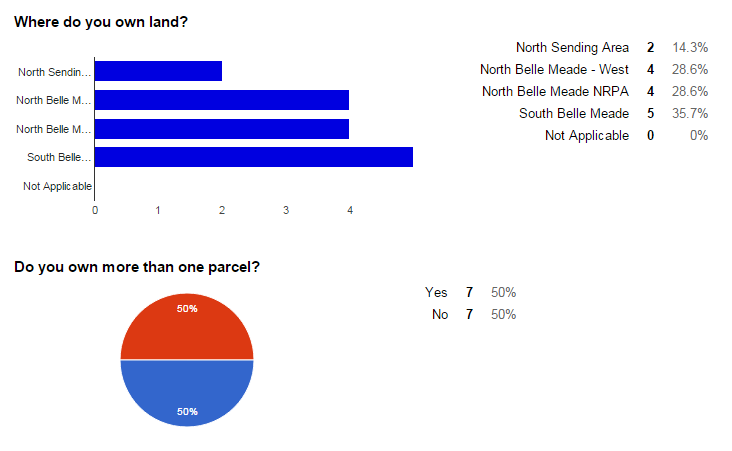 Where do you own land?
North Sendin...
North Belle M...
North Belle M...
South Belle...
Not Applicable
0 1 2 3 4
North Sending Area 2 14.3%
North Belle Meade - West 4 28.6%
North Belle Meade NRPA 4 28.6%
South Belle Meade 5 35.7%
Not Applicable 0 0%
Do you own more than one parcel?
50%
50%
Yes 7 50%
No 7 50%